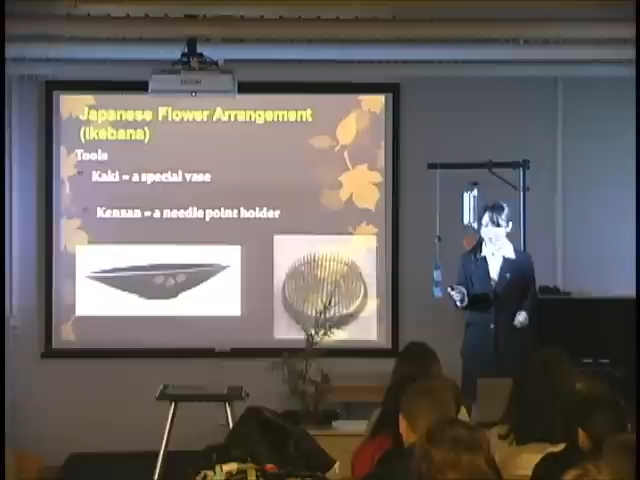 Japanese Flower Arrangement
(Ikebana)
Tools
Kaki – a special vase
Kenzan – a needle point holder